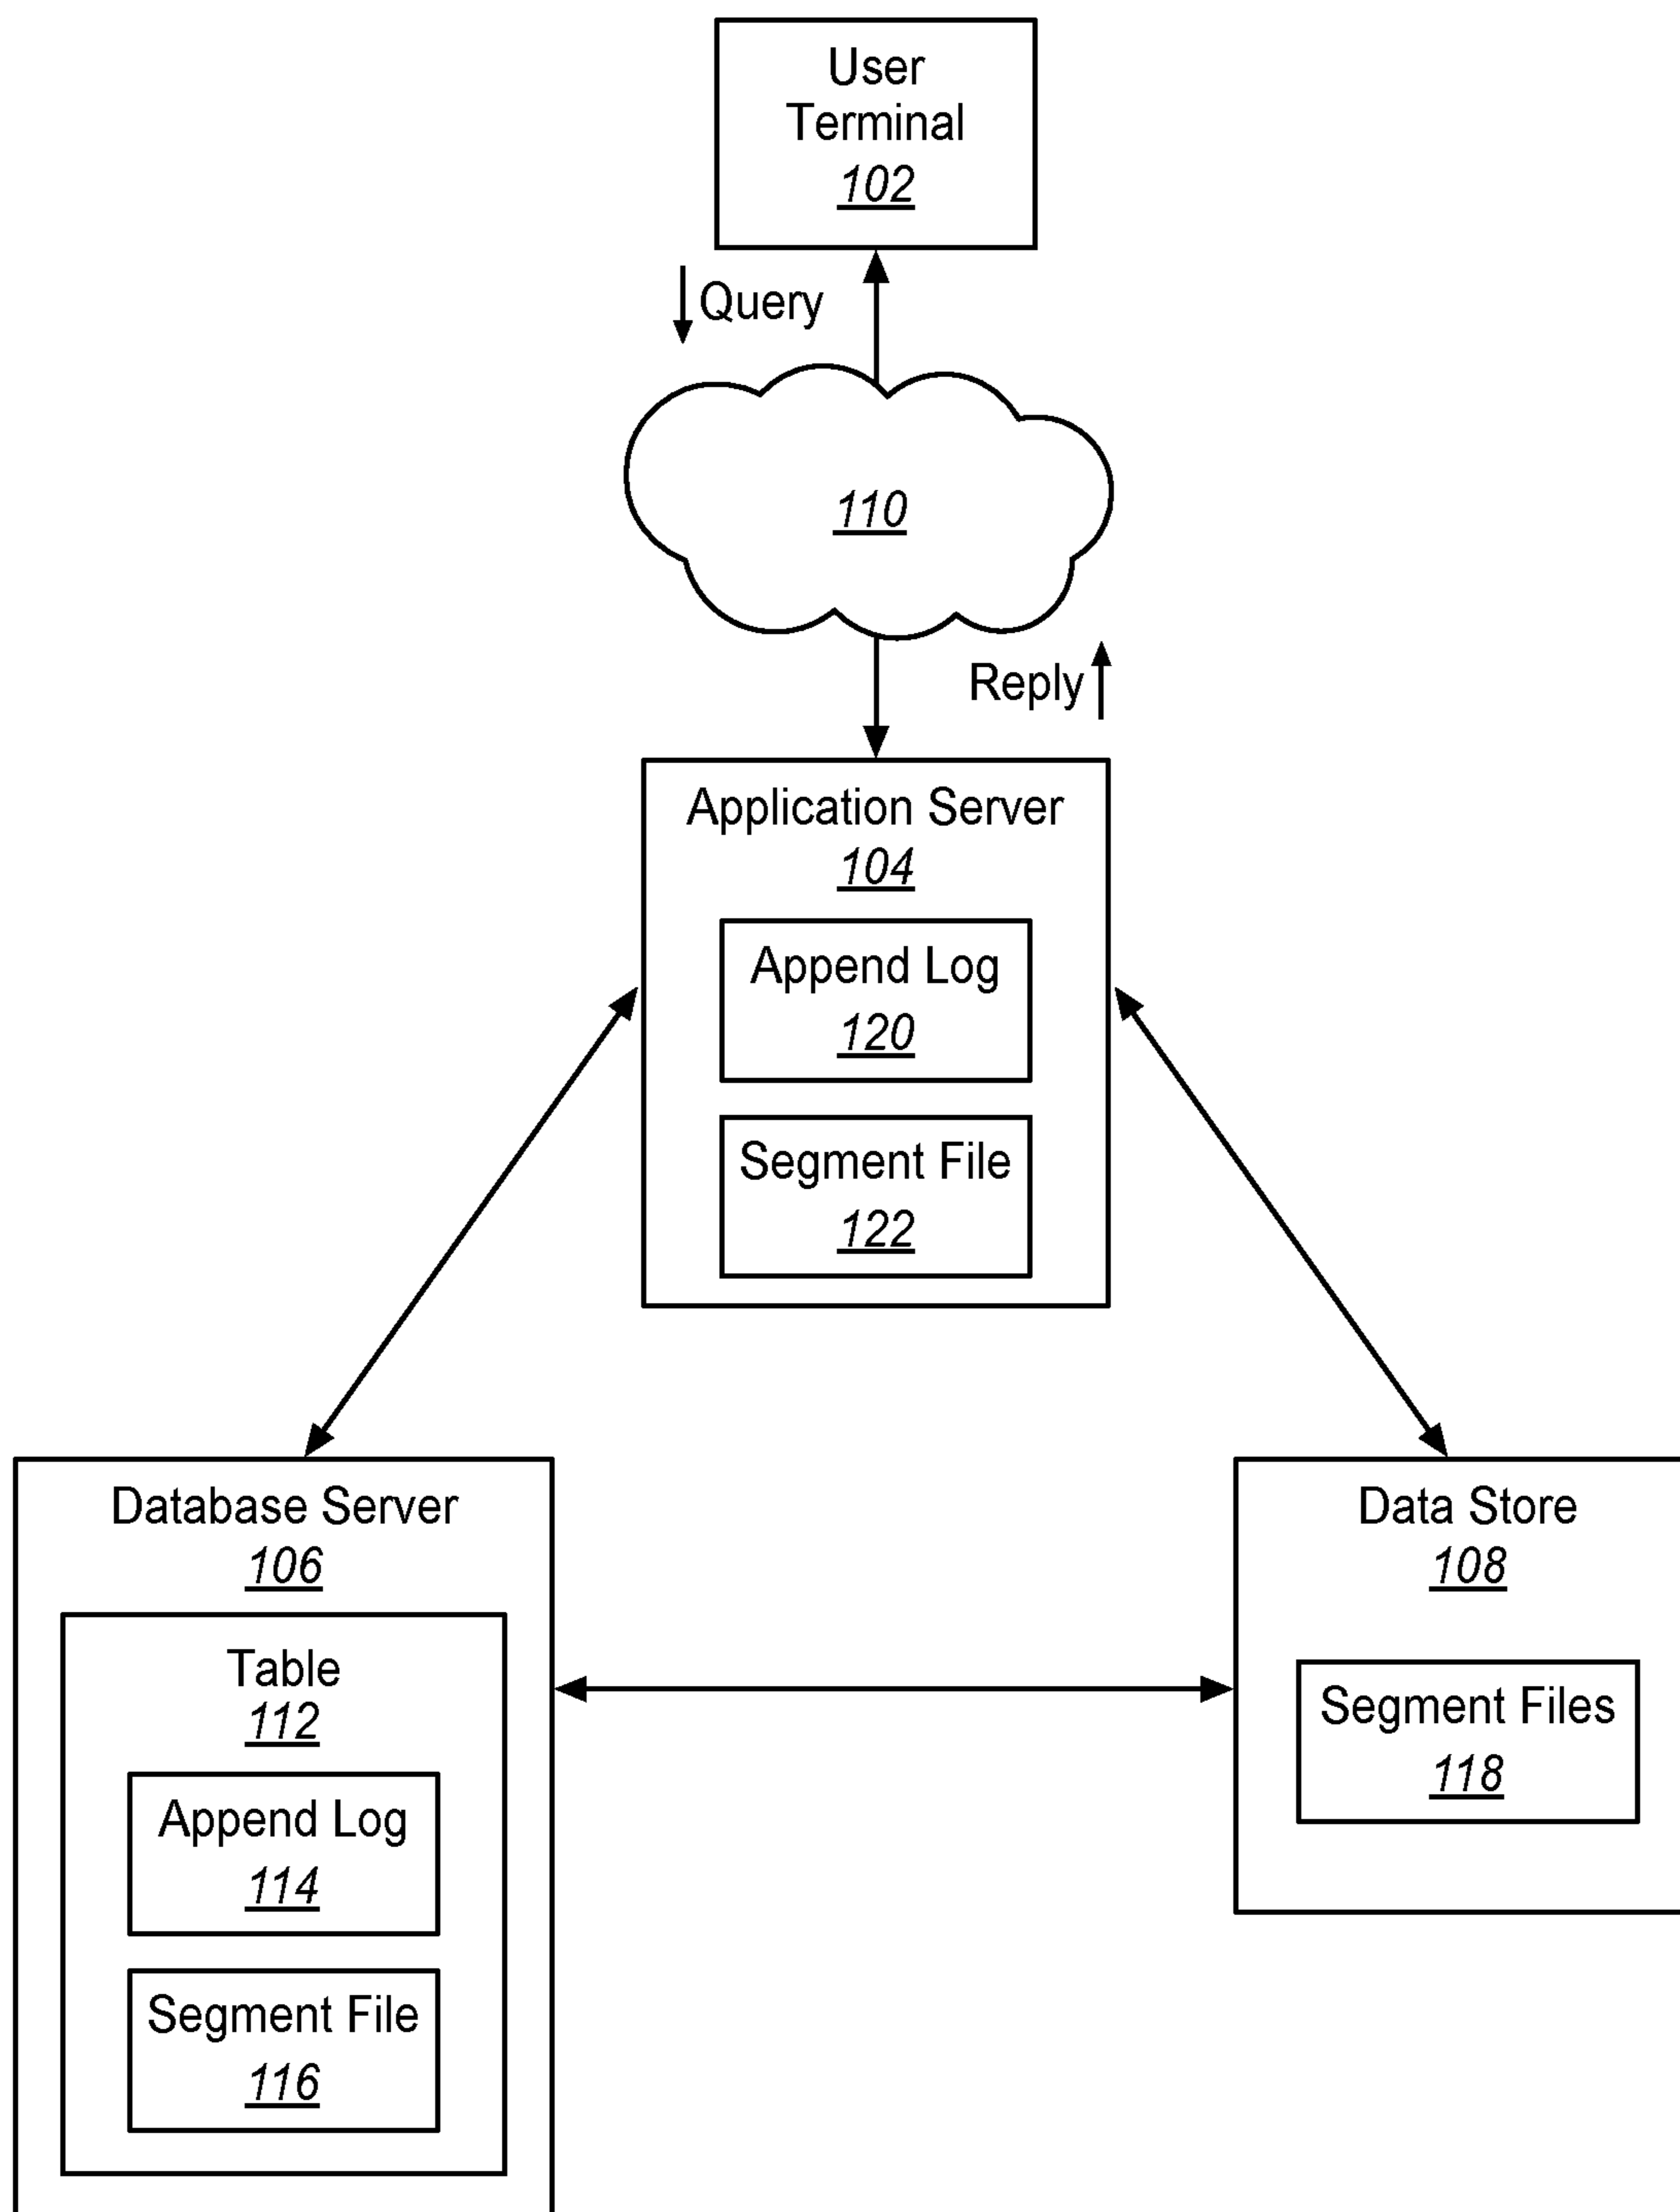 User
Terminal
102
Query
110
Reply
Application Server
104
Append Log
120
Segment File
122
Database Server
106
Table
112
Append Log
114
Segment File
116
Data Store
108
Segment Files
118